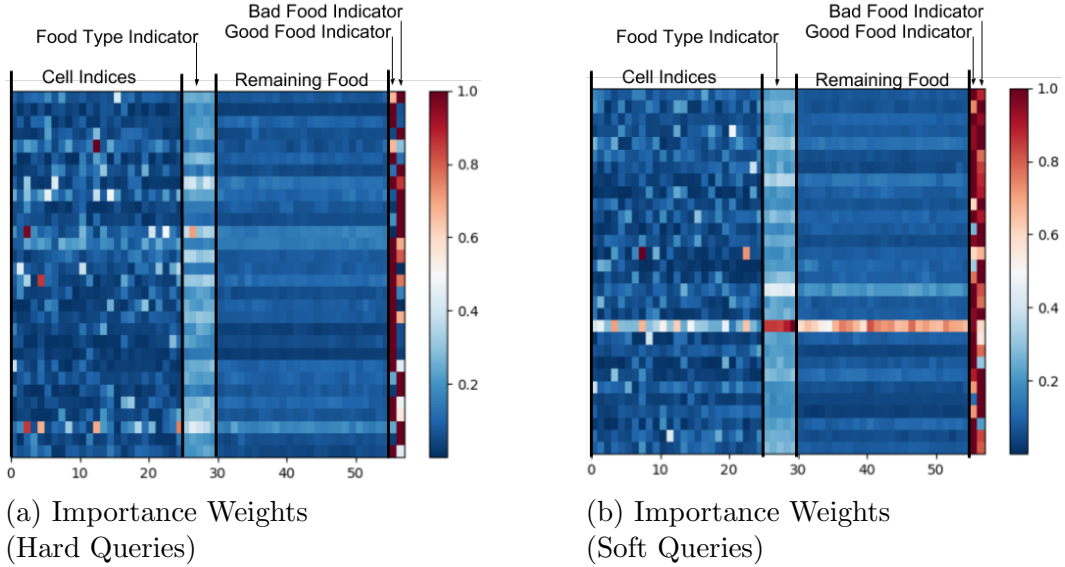 Bad Food Indicator
Good Food Indicator
Food Type Indicator
Cell Indices
Remaining Food
1.0
0.8
0.6
0.4
0.2
0 10 20 30 40 50
(a) Importance Weights
(Hard Queries)
Bad Food Indicator
Good Food Indicator
Food Type Indicator
Cell Indices
Remaining Food
1.0
0.8
0.6
0.4
0.2
0 10 20 30 40 50
(b) Importance Weights
(Soft Queries)